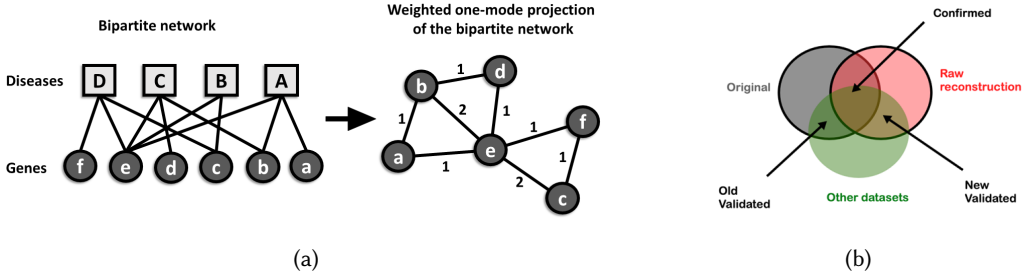 Bipartite network
Diseases
D C B A
Genes
f e d c b a
Weighted one-mode projection
of the bipartite network
1
d
b
2
1
1
1
f
a
e
1
1
2
c
Confirmed
Original
Raw
reconstruction
Old
Validated
Other datasets
New
Validated
(a)
(b)